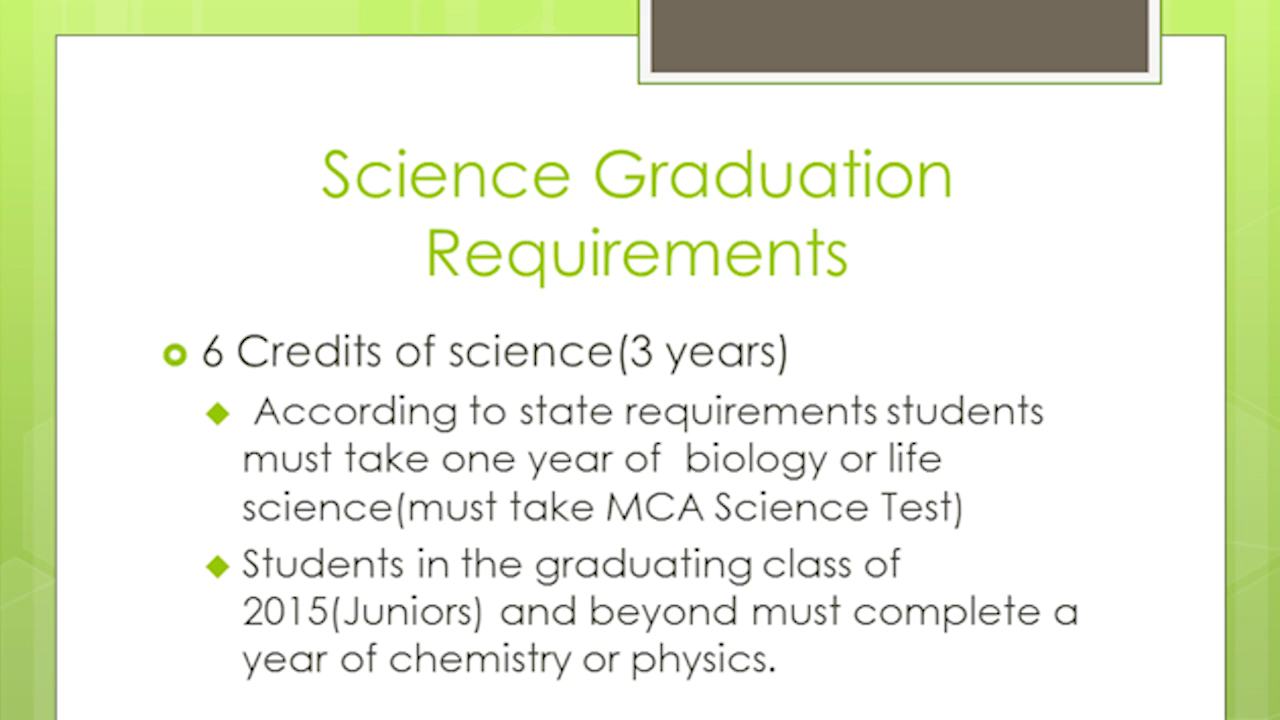 Science Graduation
Requirements
6 Credits of science(3 years)
According to state requirements students
must take one year of biology or life
science(must take MCA Science Test)
Students in the graduating class of
2015(Juniors) and beyond must complete a
year of chemistry or physics.